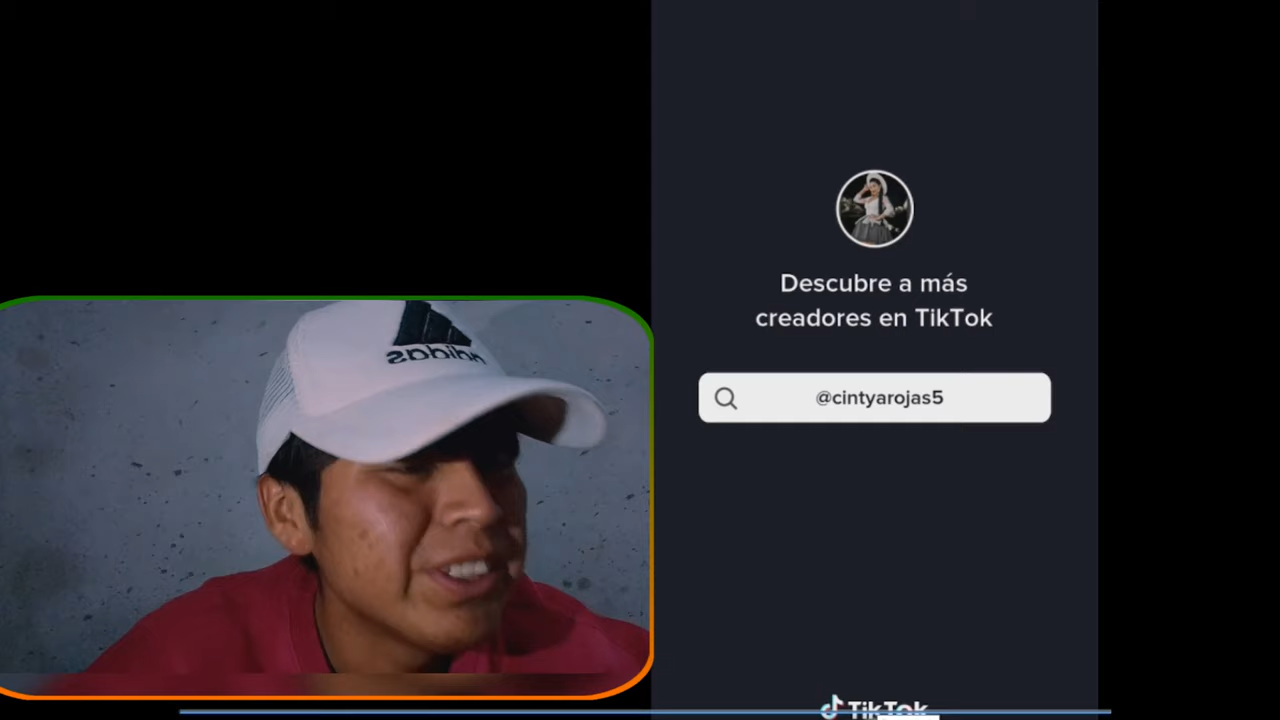 adidas
Descubre a más
creadores en TikTok
@cintyarojas5
TikTok